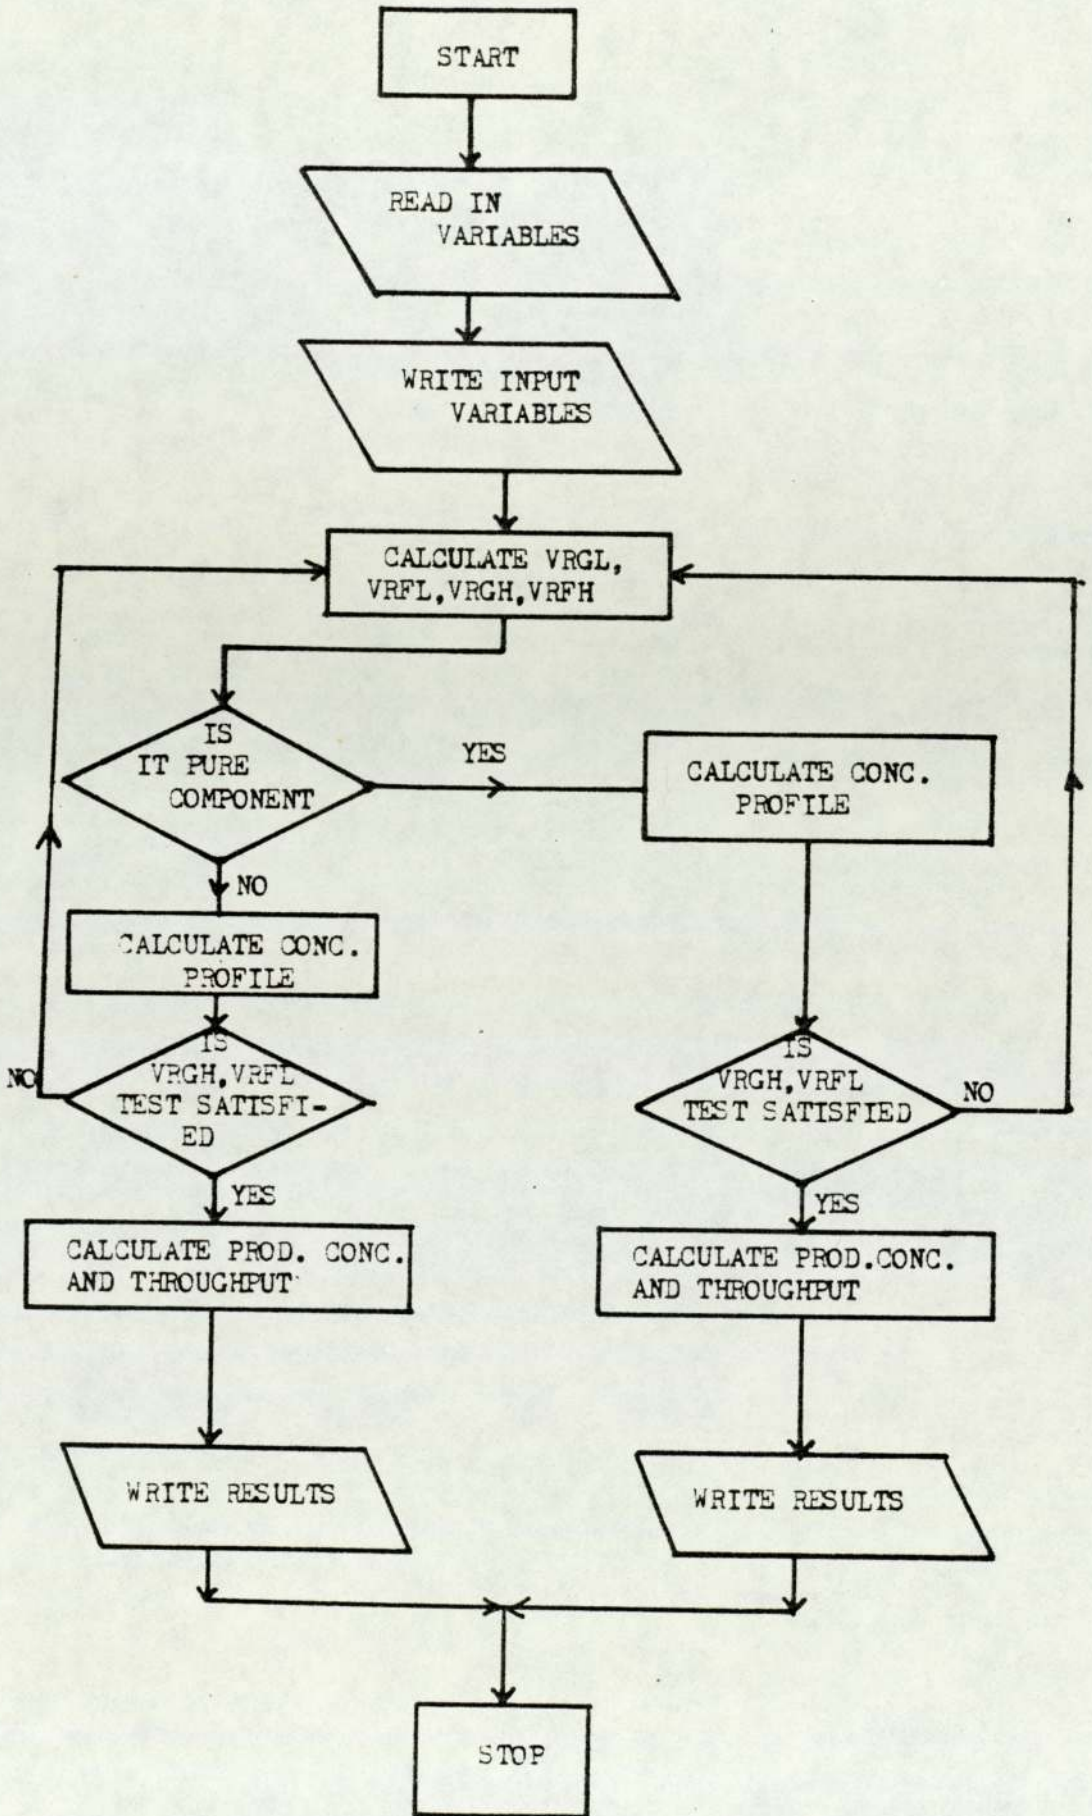 START
READ IN
VARIABLES
WRITE INPUT
VARIABLES
CALCULATE VRGL,
VRFL,VRGH,VRFH
IS
IT PURE
COMPONENT
YES
CALCULATE CONC.
PROFILE
NO
CALCULATE CONC.
PROFILE
IS
VRGH,VRFL
TEST SATISFI-
ED
NO
IS
VRGH,VRFL
TEST SATISFIED
NO
YES
YES
CALCULATE PROD. CONC.
AND THROUGHPUT
CALCULATE PROD.CONC.
AND THROUGHPUT
WRITE RESULTS
WRITE RESULTS
STOP